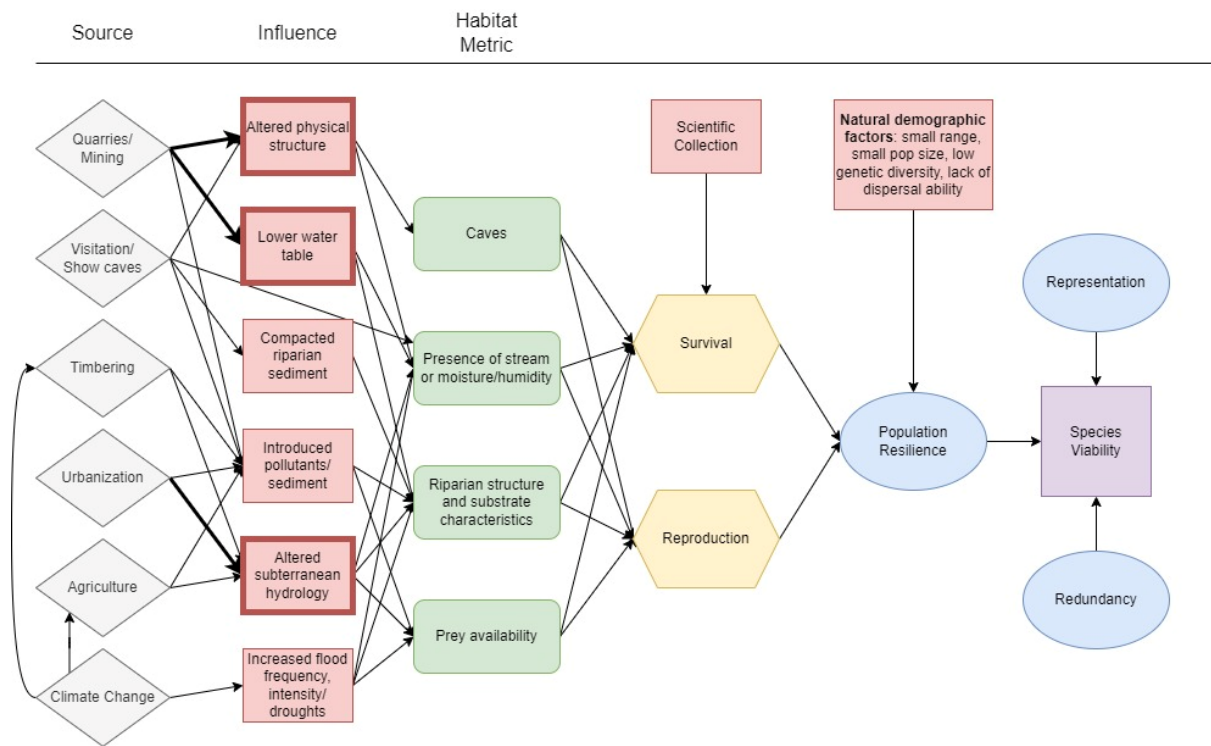 Source
Influence
Habitat
Metric
Quarries/
Mining
Visitation/
Show caves
Timbering
Urbanization
Agriculture
Climate Change
Altered physical
structure
Lower water
table
Compacted
riparian
sediment
Introduced
pollutants/
sediment
Altered
subterranean
hydrology
Increased flood
frequency,
intensity/
droughts
Caves
Presence of stream
or moisture/humidity
Riparian structure
and substrate
characteristics
Prey availability
Scientific
Collection
Survival
Reproduction
Natural demographic
factors: small range,
small pop size, low
genetic diversity, lack of
dispersal ability
Population
Resilience
Representation
Species
Viability
Redundancy